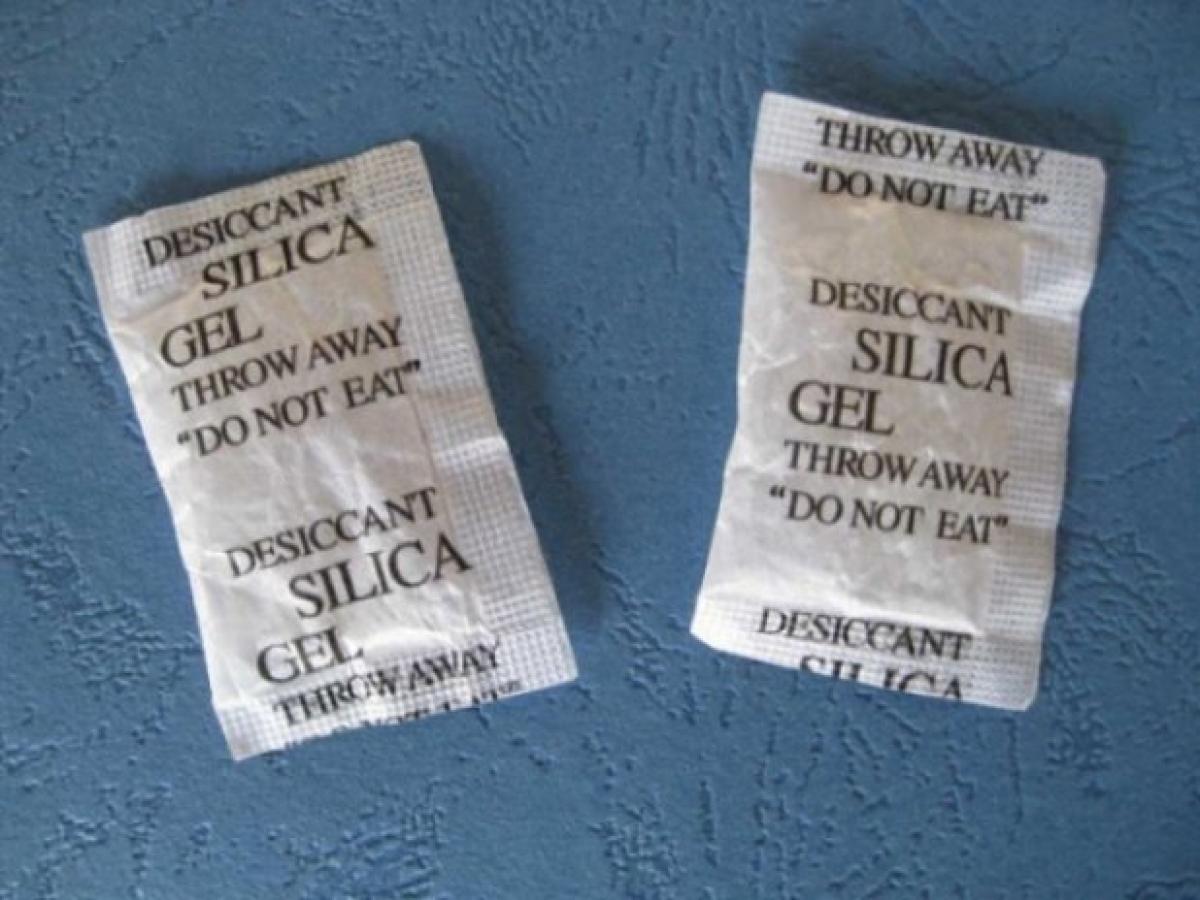 DESICCANT
SILICA
GEL
THROW AWAY
“DO NOT EAT”
DESICCANT
SILICA
GEL
THROW AWAY
THROW AWAY
“DO NOT EAT”
DESICCANT
SILICA
GEL
THROW AWAY
“DO NOT EAT”
DESICCANT
SILICA